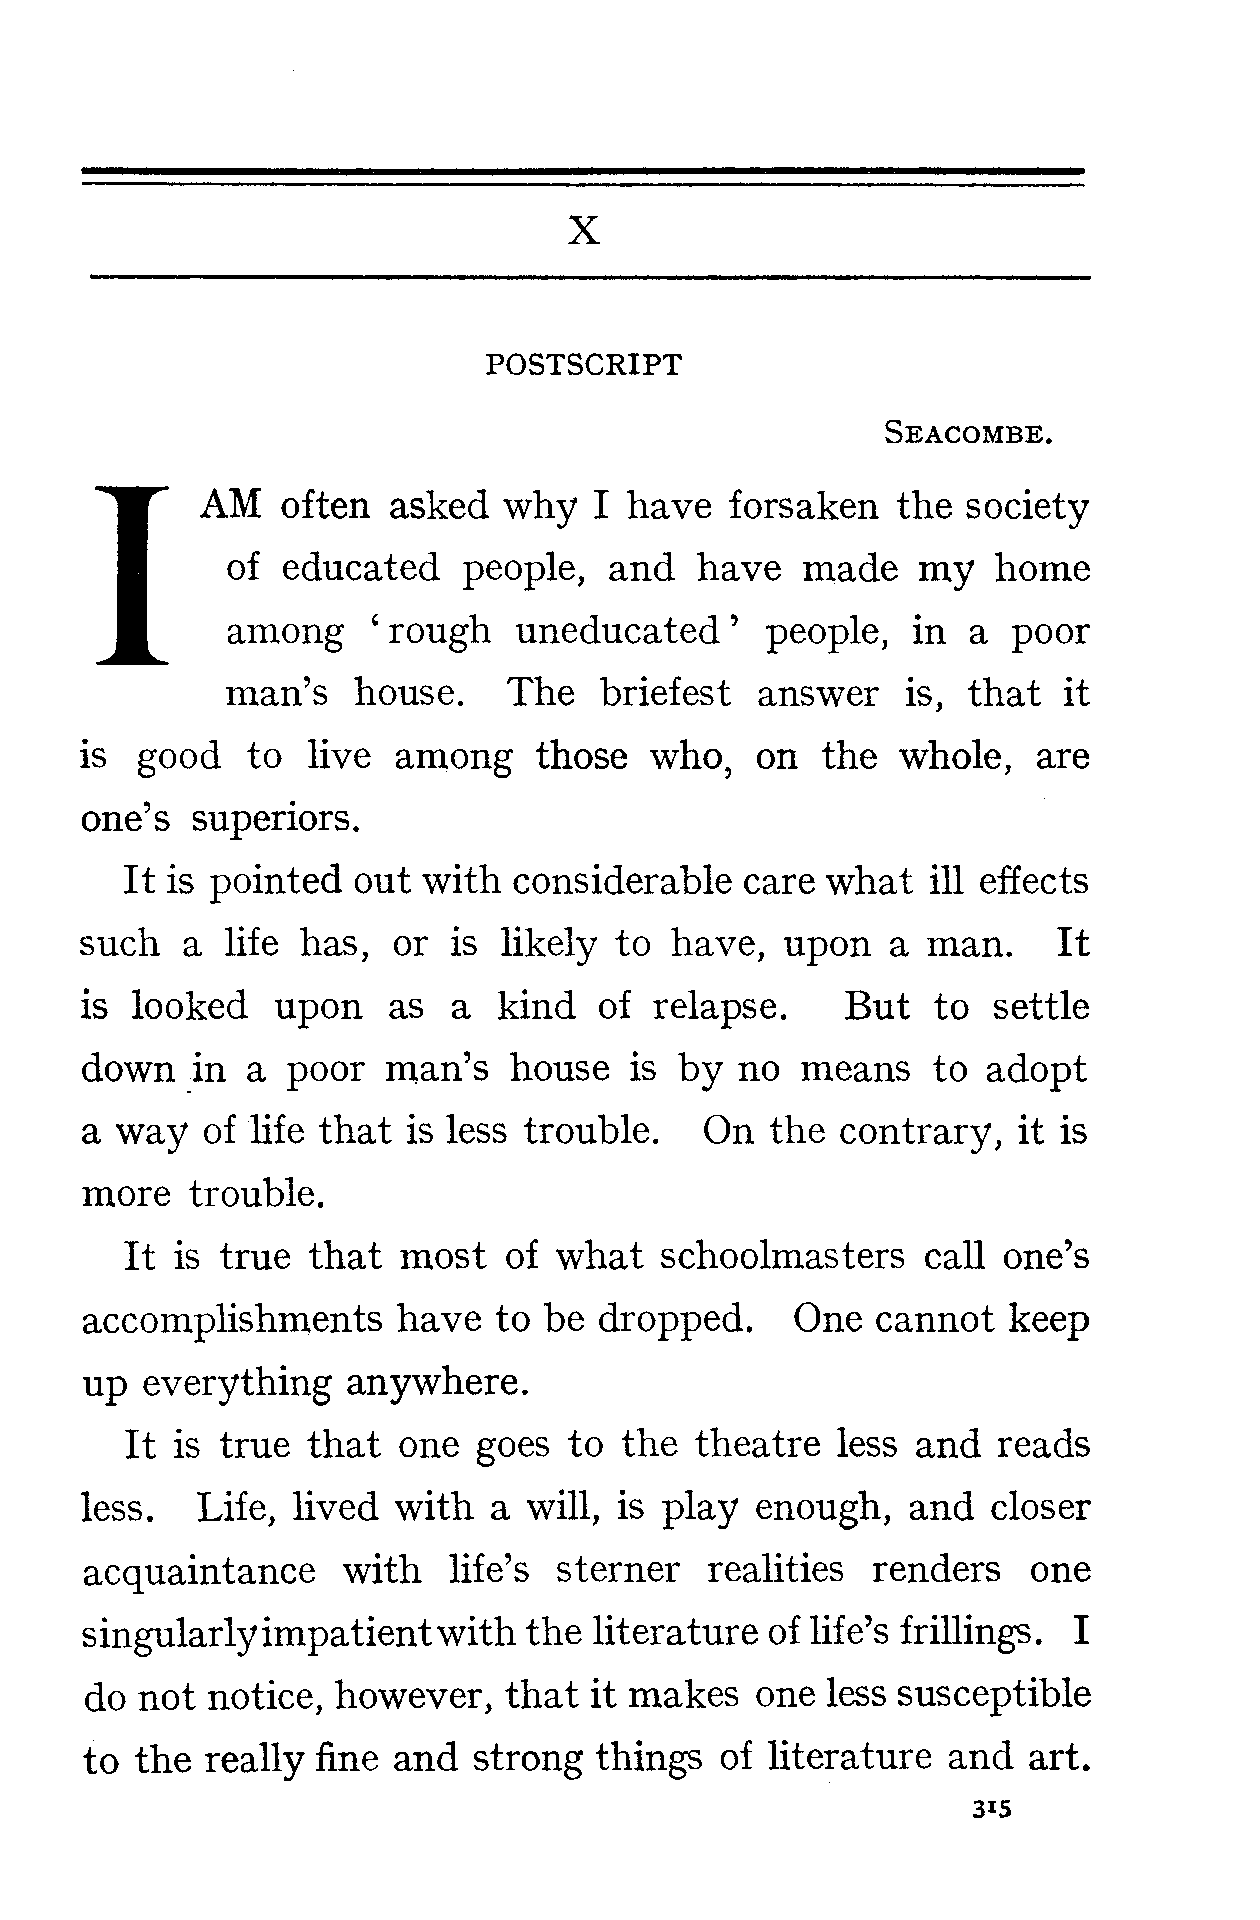 X
POSTSCRIPT
SEACOMBE.
I AM often asked why I have forsaken the society
of educated people, and have made my home
among ‘rough uneducated’ people, in a poor
man’s house. The briefest answer is, that it
is good to live among those who, on the whole, are
one’s superiors.
It is pointed out with considerable care what ill effects
such a life has, or is likely to have, upon a man. It
is looked upon as a kind of relapse. But to settle
down in a poor man’s house is by no means to adopt
a way of life that is less trouble. On the contrary, it is
more trouble.
It is true that most of what schoolmasters call one’s
accomplishments have to be dropped. One cannot keep
up everything anywhere.
It is true that one goes to the theatre less and reads
less. Life, lived with a will, is play enough, and closer
acquaintance with life’s sterner realities renders one
singularly impatient with the literature of life’s frillings. I
do not notice, however, that it makes one less susceptible
to the really fine and strong things of literature and art.
315